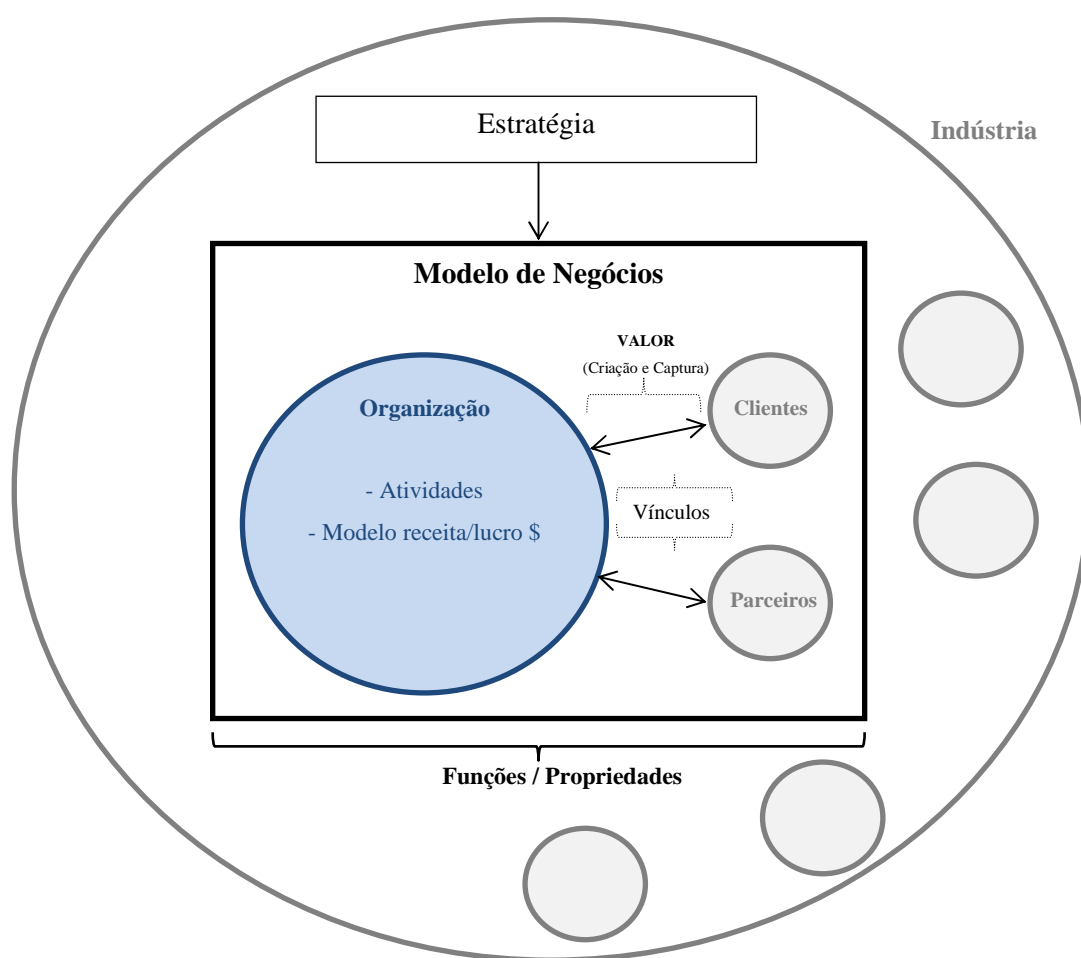 Estratégia
Indústria
Modelo de Negócios
VALOR
(Criação e Captura)
Organização
Clientes
- Atividades
- Modelo receita/lucro $
Vínculos
Parceiros
Funções / Propriedades